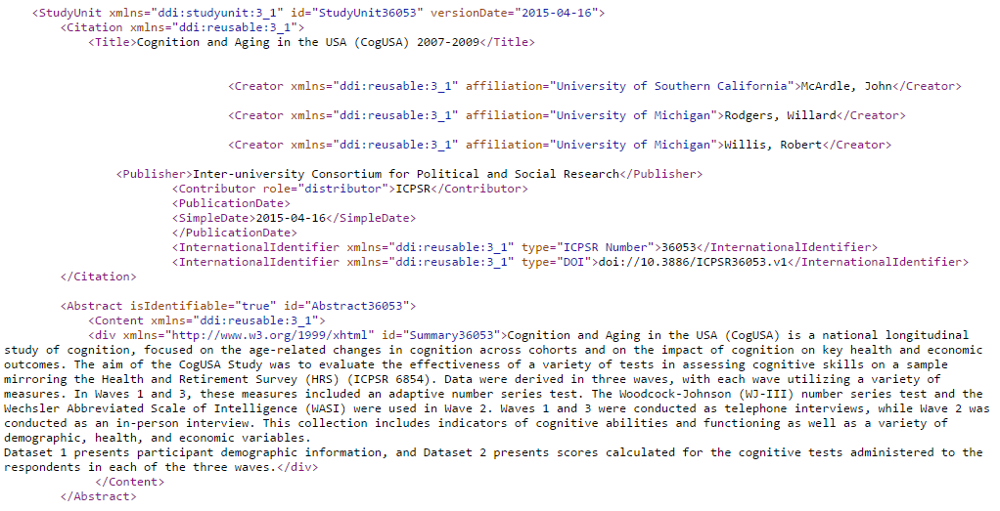 <StudyUnit xmlns="ddi:studyunit:3_1" id="StudyUnit36053" versionDate="2015-04-16">
<Citation xmlns="ddi:reusable:3_1">
<Title>Cognition and Aging in the USA (CogUSA) 2007-2009</Title>
<Creator xmlns="ddi:reusable:3_1" affiliation="University of Southern California">McArdle, John</Creator>
<Creator xmlns="ddi:reusable:3_1" affiliation="University of Michigan">Rodgers, Willard</Creator>
<Creator xmlns="ddi:reusable:3_1" affiliation="University of Michigan">Willis, Robert</Creator>
<Publisher>Inter-university Consortium for Political and Social Research</Publisher>
<Contributor role="distributor">ICPSR</Contributor>
<PublicationDate>
<SimpleDate>2015-04-16</SimpleDate>
</PublicationDate>
<InternationalIdentifier xmlns="ddi:reusable:3_1" type="ICPSR Number">36053</InternationalIdentifier>
<InternationalIdentifier xmlns="ddi:reusable:3_1" type="DOI">doi://10.3886/ICPSR36053.v1</InternationalIdentifier>
</Citation>
<Abstract isIdentifiable="true" id="Abstract36053">
<Content xmlns="ddi:reusable:3_1">
<div xmlns="http://www.w3.org/1999/xhtml" id="Summary36053">Cognition and Aging in the USA (CogUSA) is a national longitudinal
study of cognition, focused on the age-related changes in cognition across cohorts and on the impact of cognition on key health and economic
outcomes. The aim of the CogUSA Study was to evaluate the effectiveness of a variety of tests in assessing cognitive skills on a sample
mirroring the Health and Retirement Survey (HRS) (ICPSR 6854). Data were derived in three waves, with each wave utilizing a variety of
measures. In Waves 1 and 3, these measures included an adaptive number series test. The Woodcock-Johnson (WJ-III) number series test and the
Wechsler Abbreviated Scale of Intelligence (WASI) were used in Wave 2. Waves 1 and 3 were conducted as telephone interviews, while Wave 2 was
conducted as an in-person interview. This collection includes indicators of cognitive abilities and functioning as well as a variety of
demographic, health, and economic variables.
Dataset 1 presents participant demographic information, and Dataset 2 presents scores calculated for the cognitive tests administered to the
respondents in each of the three waves.</div>
</Content>
</Abstract>